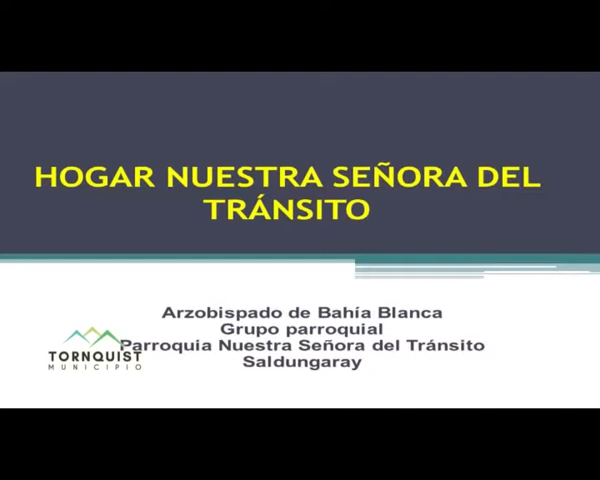 HOGAR NUESTRA SEÑORA DEL
TRÁNSITO
Arzobispado de Bahía Blanca
Grupo parroquial
Parroquia Nuestra Señora del Tránsito
Saldungaray
TORNQUIST
MUNICIPIO